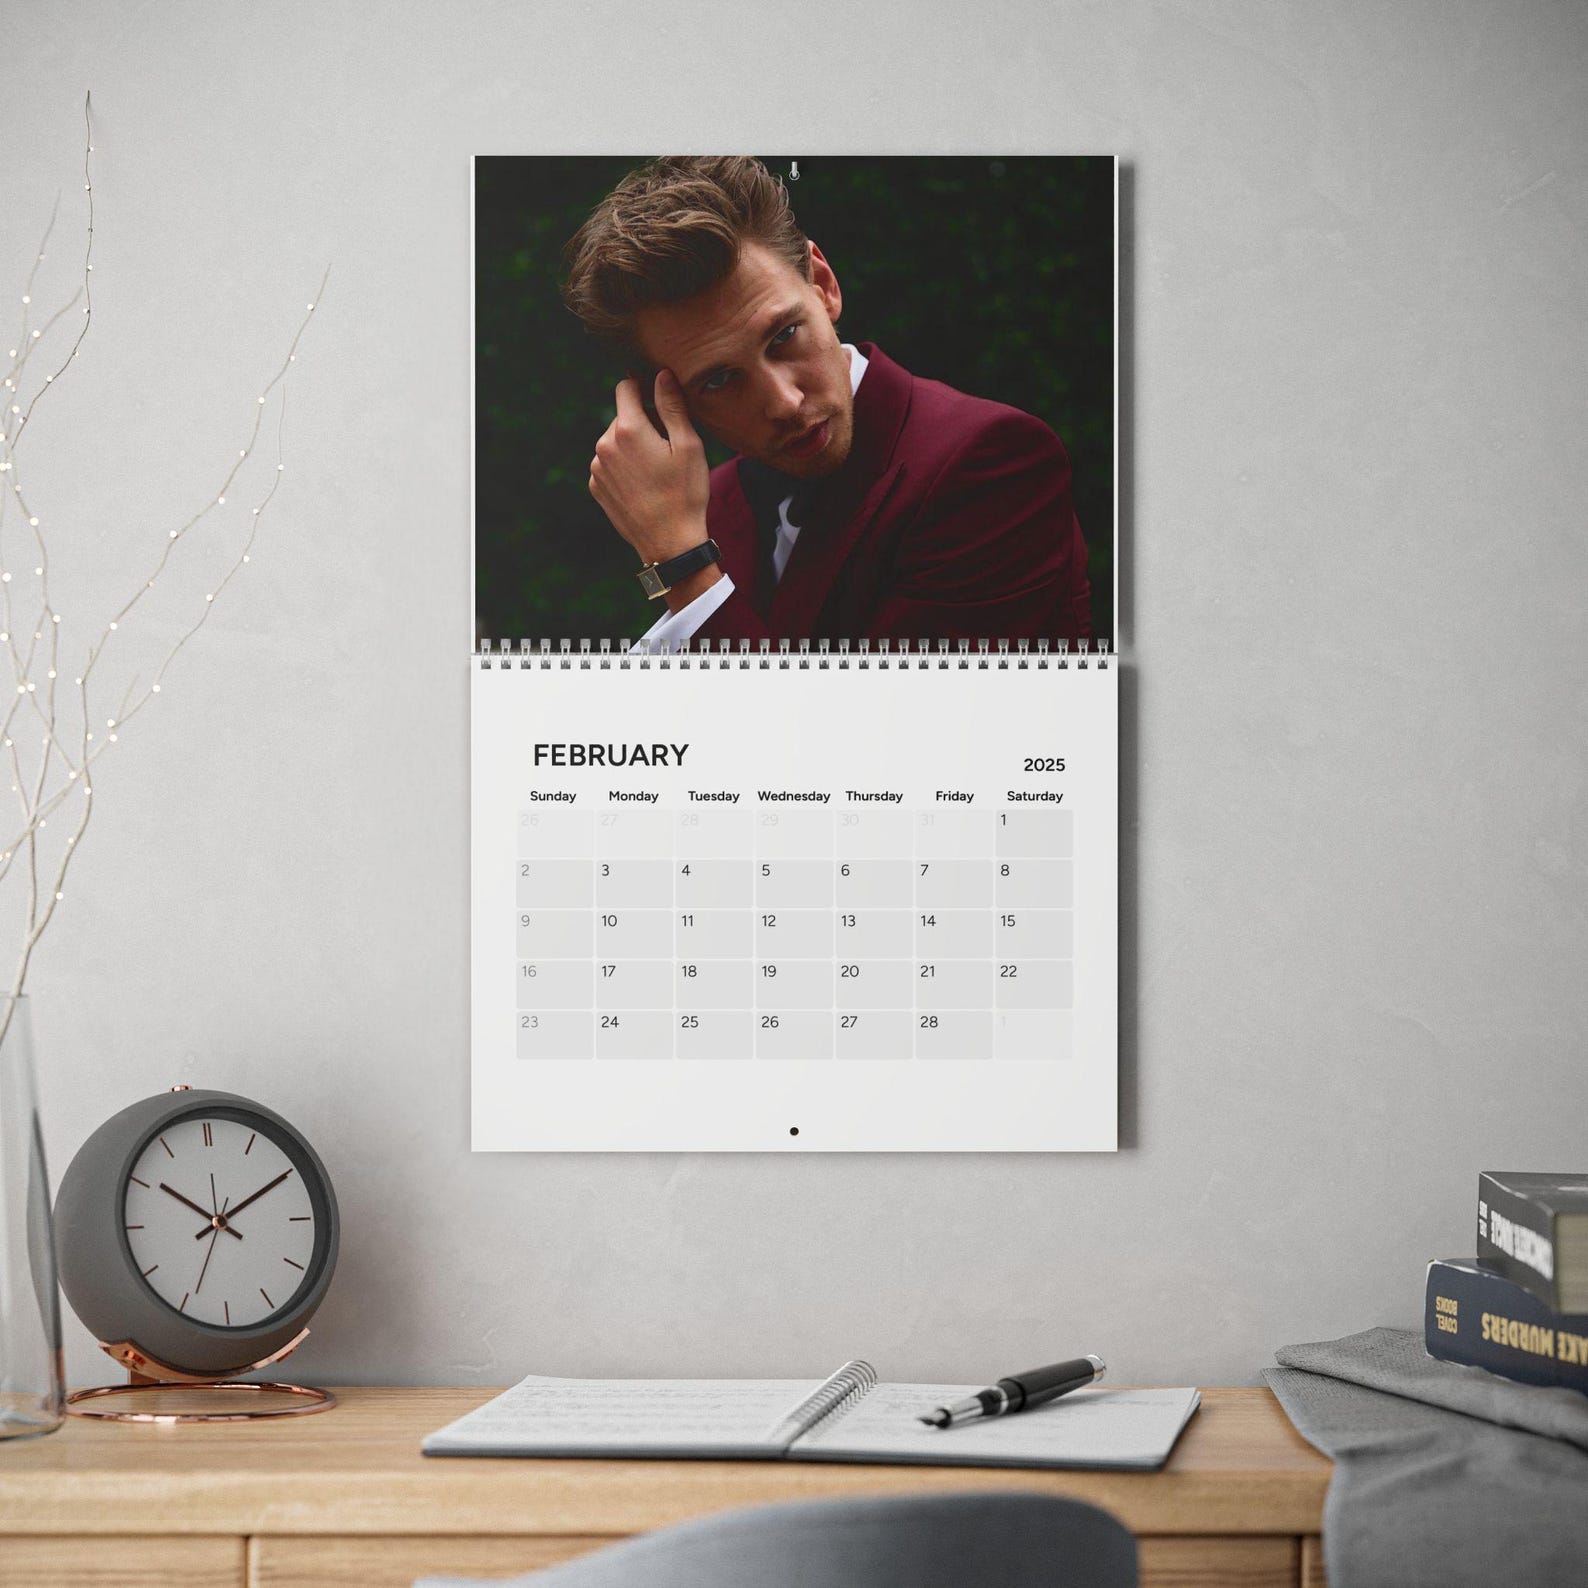 FEBRUARY
2025
Sunday Monday Tuesday Wednesday Thursday Friday Saturday
26 27 28 29 30 31 1
2 3 4 5 6 7 8
9 10 11 12 13 14 15
16 17 18 19 20 21 22
23 24 25 26 27 28 1
COVEL
BOOKS
AKE MURDERS